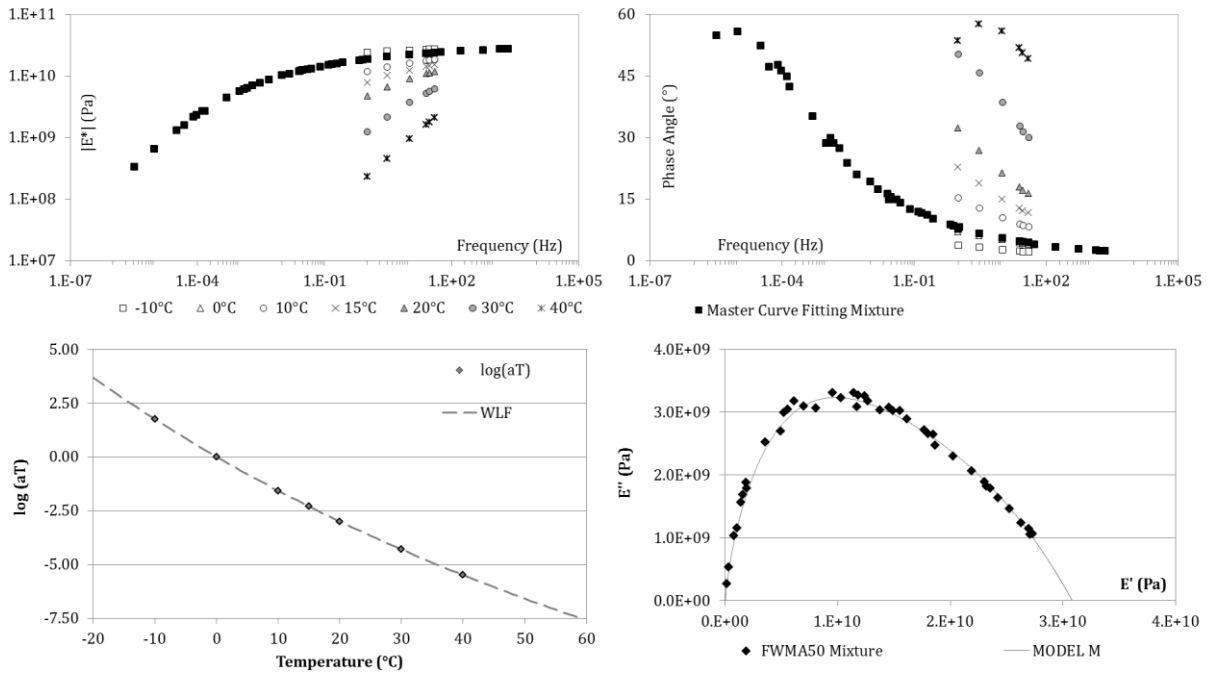 1.E+11
1.E+10
1.E+09
1.E+08
1.E+07
|E*| (Pa)
Frequency (Hz)
1.E-07 1.E-04 1.E-01 1.E+02 1.E+05
-10°C 0°C 10°C 15°C 20°C 30°C 40°C
60
45
30
15
0
Phase Angle (°)
Frequency (Hz)
1.E-07 1.E-04 1.E-01 1.E+02 1.E+05
Master Curve Fitting Mixture
5.00
2.50
0.00
-2.50
-5.00
-7.50
log (aT)
log(aT)
WLF
-20 -10 0 10 20 30 40 50 60
Temperature (°C)
4.E+09
3.0E+09
2.0E+09
1.0E+09
0.0E+00
E'' (Pa)
E' (Pa)
0.E+00 1.E+10 2.E+10 3.E+10 4.E+10
FWMA50 Mixture MODEL M